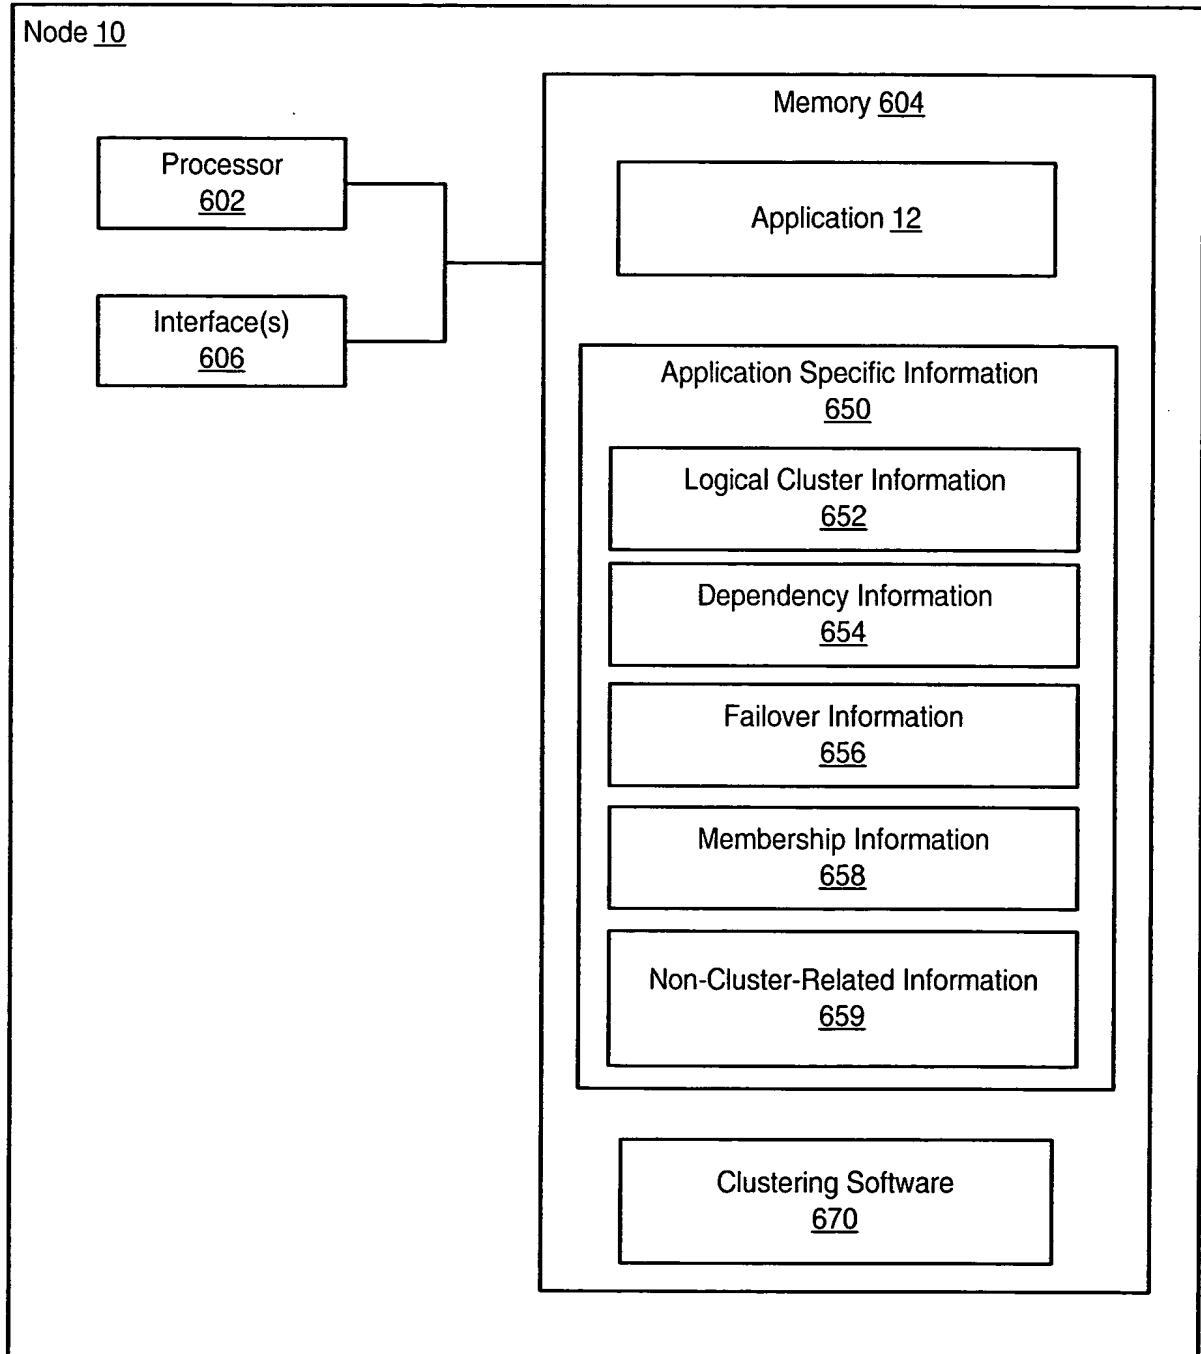 Node 10
Memory 604
Processor
602
Application 12
Interface(s)
606
Application Specific Information
650
Logical Cluster Information
652
Dependency Information
654
Failover Information
656
Membership Information
658
Non-Cluster-Related Information
659
Clustering Software
670